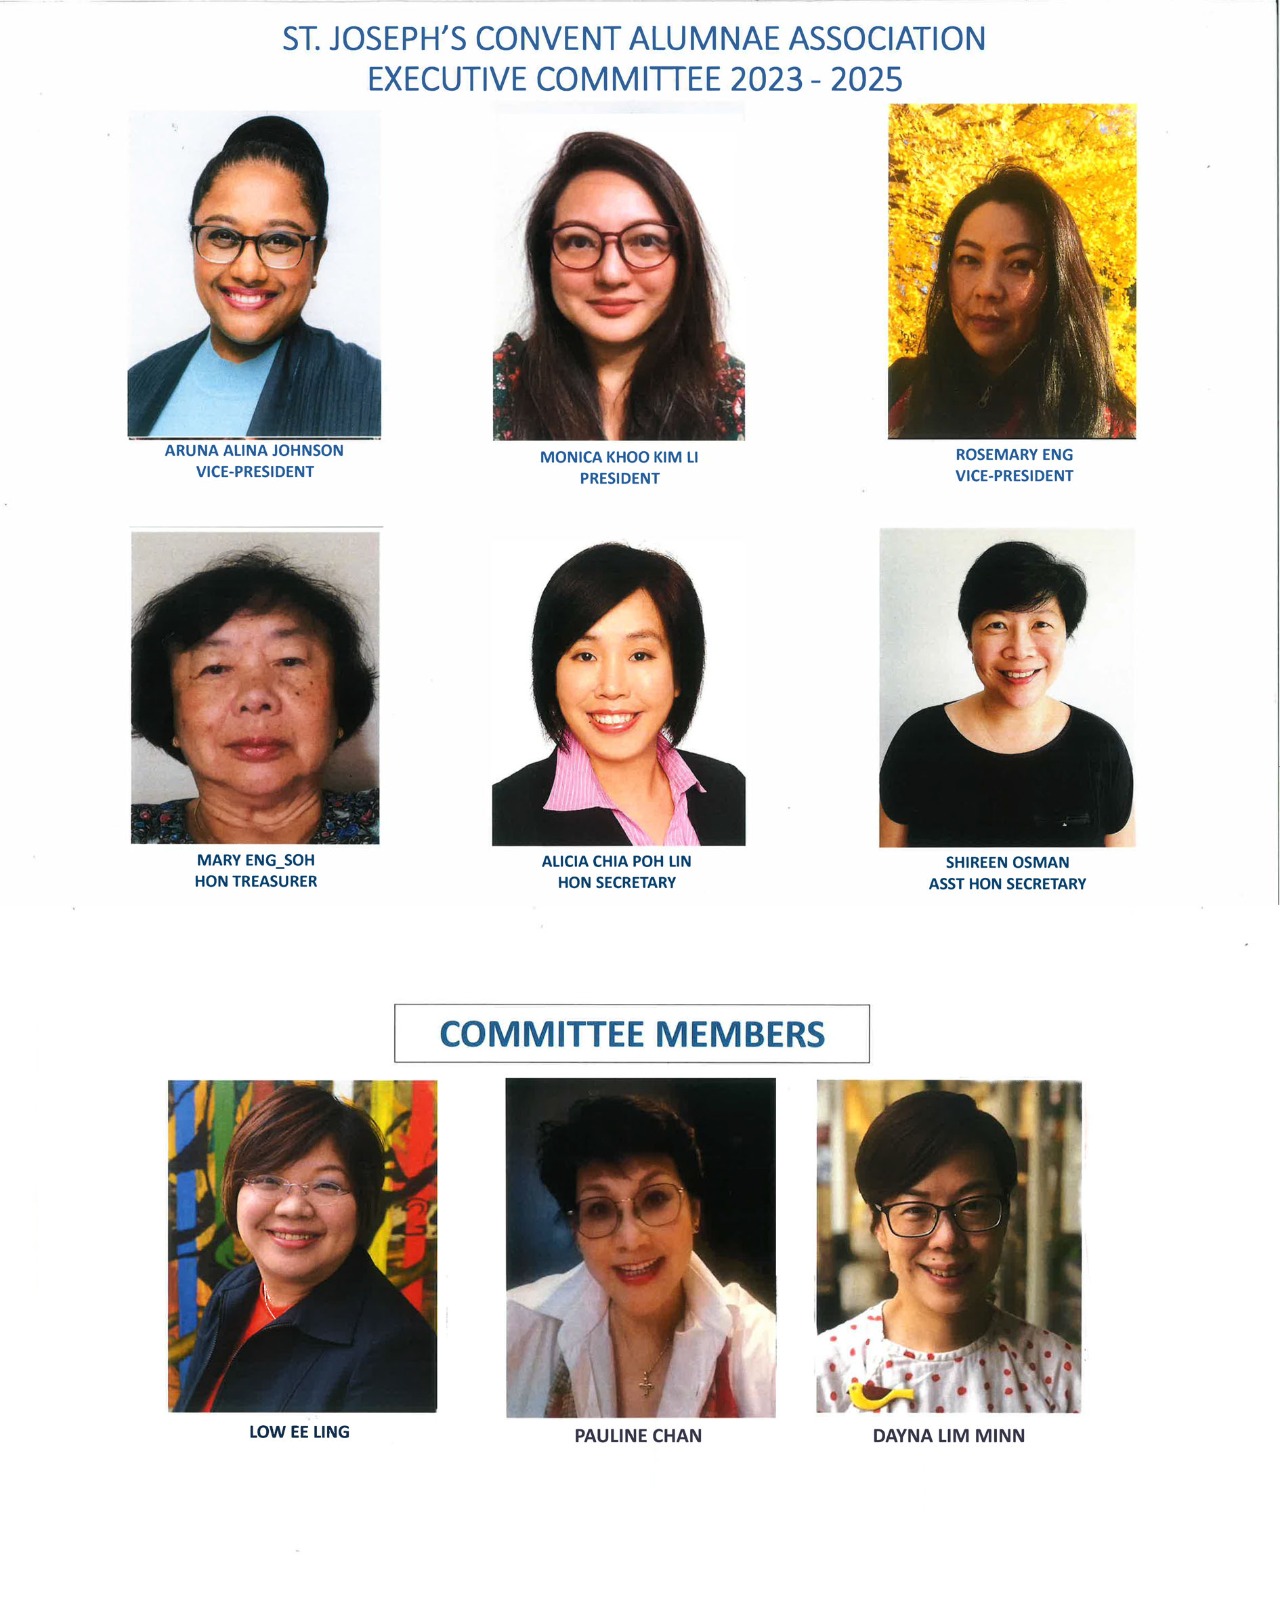 ST. JOSEPH'S CONVENT ALUMNAE ASSOCIATION
EXECUTIVE COMMITTEE 2023 - 2025
ARUNA ALINA JOHNSON
VICE-PRESIDENT
MONICA KHOO KIM LI
PRESIDENT
ROSEMARY ENG
VICE-PRESIDENT
MARY ENG_SOH
HON TREASURER
ALICIA CHIA POH LIN
HON SECRETARY
SHIREEN OSMAN
ASST HON SECRETARY
COMMITTEE MEMBERS
LOW EE LING
PAULINE CHAN
DAYNA LIM MINN